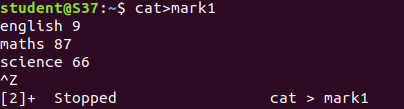 student@S37:~$ cat>mark1
english 9
maths 87
science 66
^Z
[2]+  Stopped                 cat > mark1